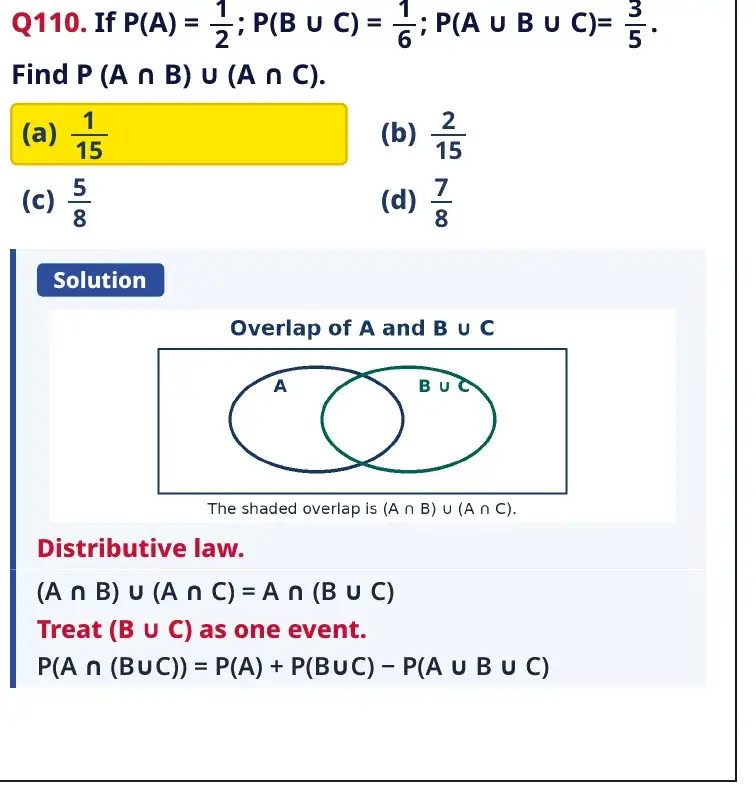 Q110. If P(A) = 1/2; P(B ∪ C) = 1/6; P(A ∪ B ∪ C)= 3/5.
Find P (A ∩ B) ∪ (A ∩ C).
(a) 1/15
(b) 2/15
(c) 5/8
(d) 7/8
Solution
Overlap of A and B ∪ C
A
B ∪ C
The shaded overlap is (A ∩ B) ∪ (A ∩ C).
Distributive law.
(A ∩ B) ∪ (A ∩ C) = A ∩ (B ∪ C)
Treat (B ∪ C) as one event.
P(A ∩ (B∪C)) = P(A) + P(B∪C) − P(A ∪ B ∪ C)